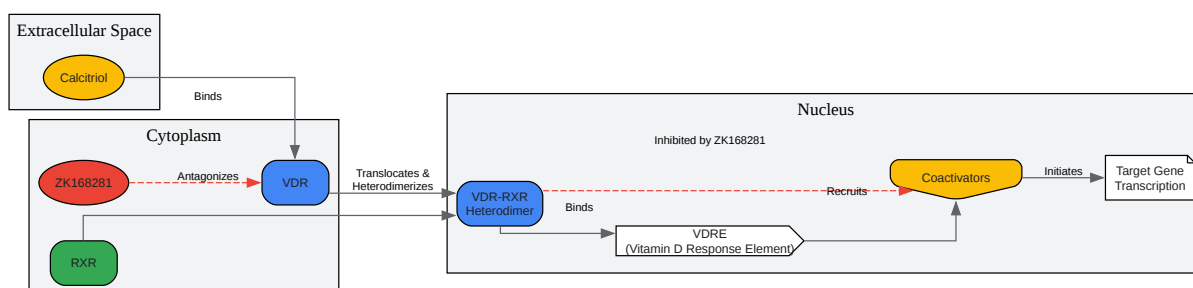 Extracellular Space
Calcitriol
Binds
Cytoplasm
ZK168281
Antagonizes
VDR
RXR
Translocates &
Heterodimerizes
Nucleus
Inhibited by ZK168281
VDR-RXR
Heterodimer
Binds
Recruits
VDRE
(Vitamin D Response Element)
Coactivators
Initiates
Target Gene
Transcription